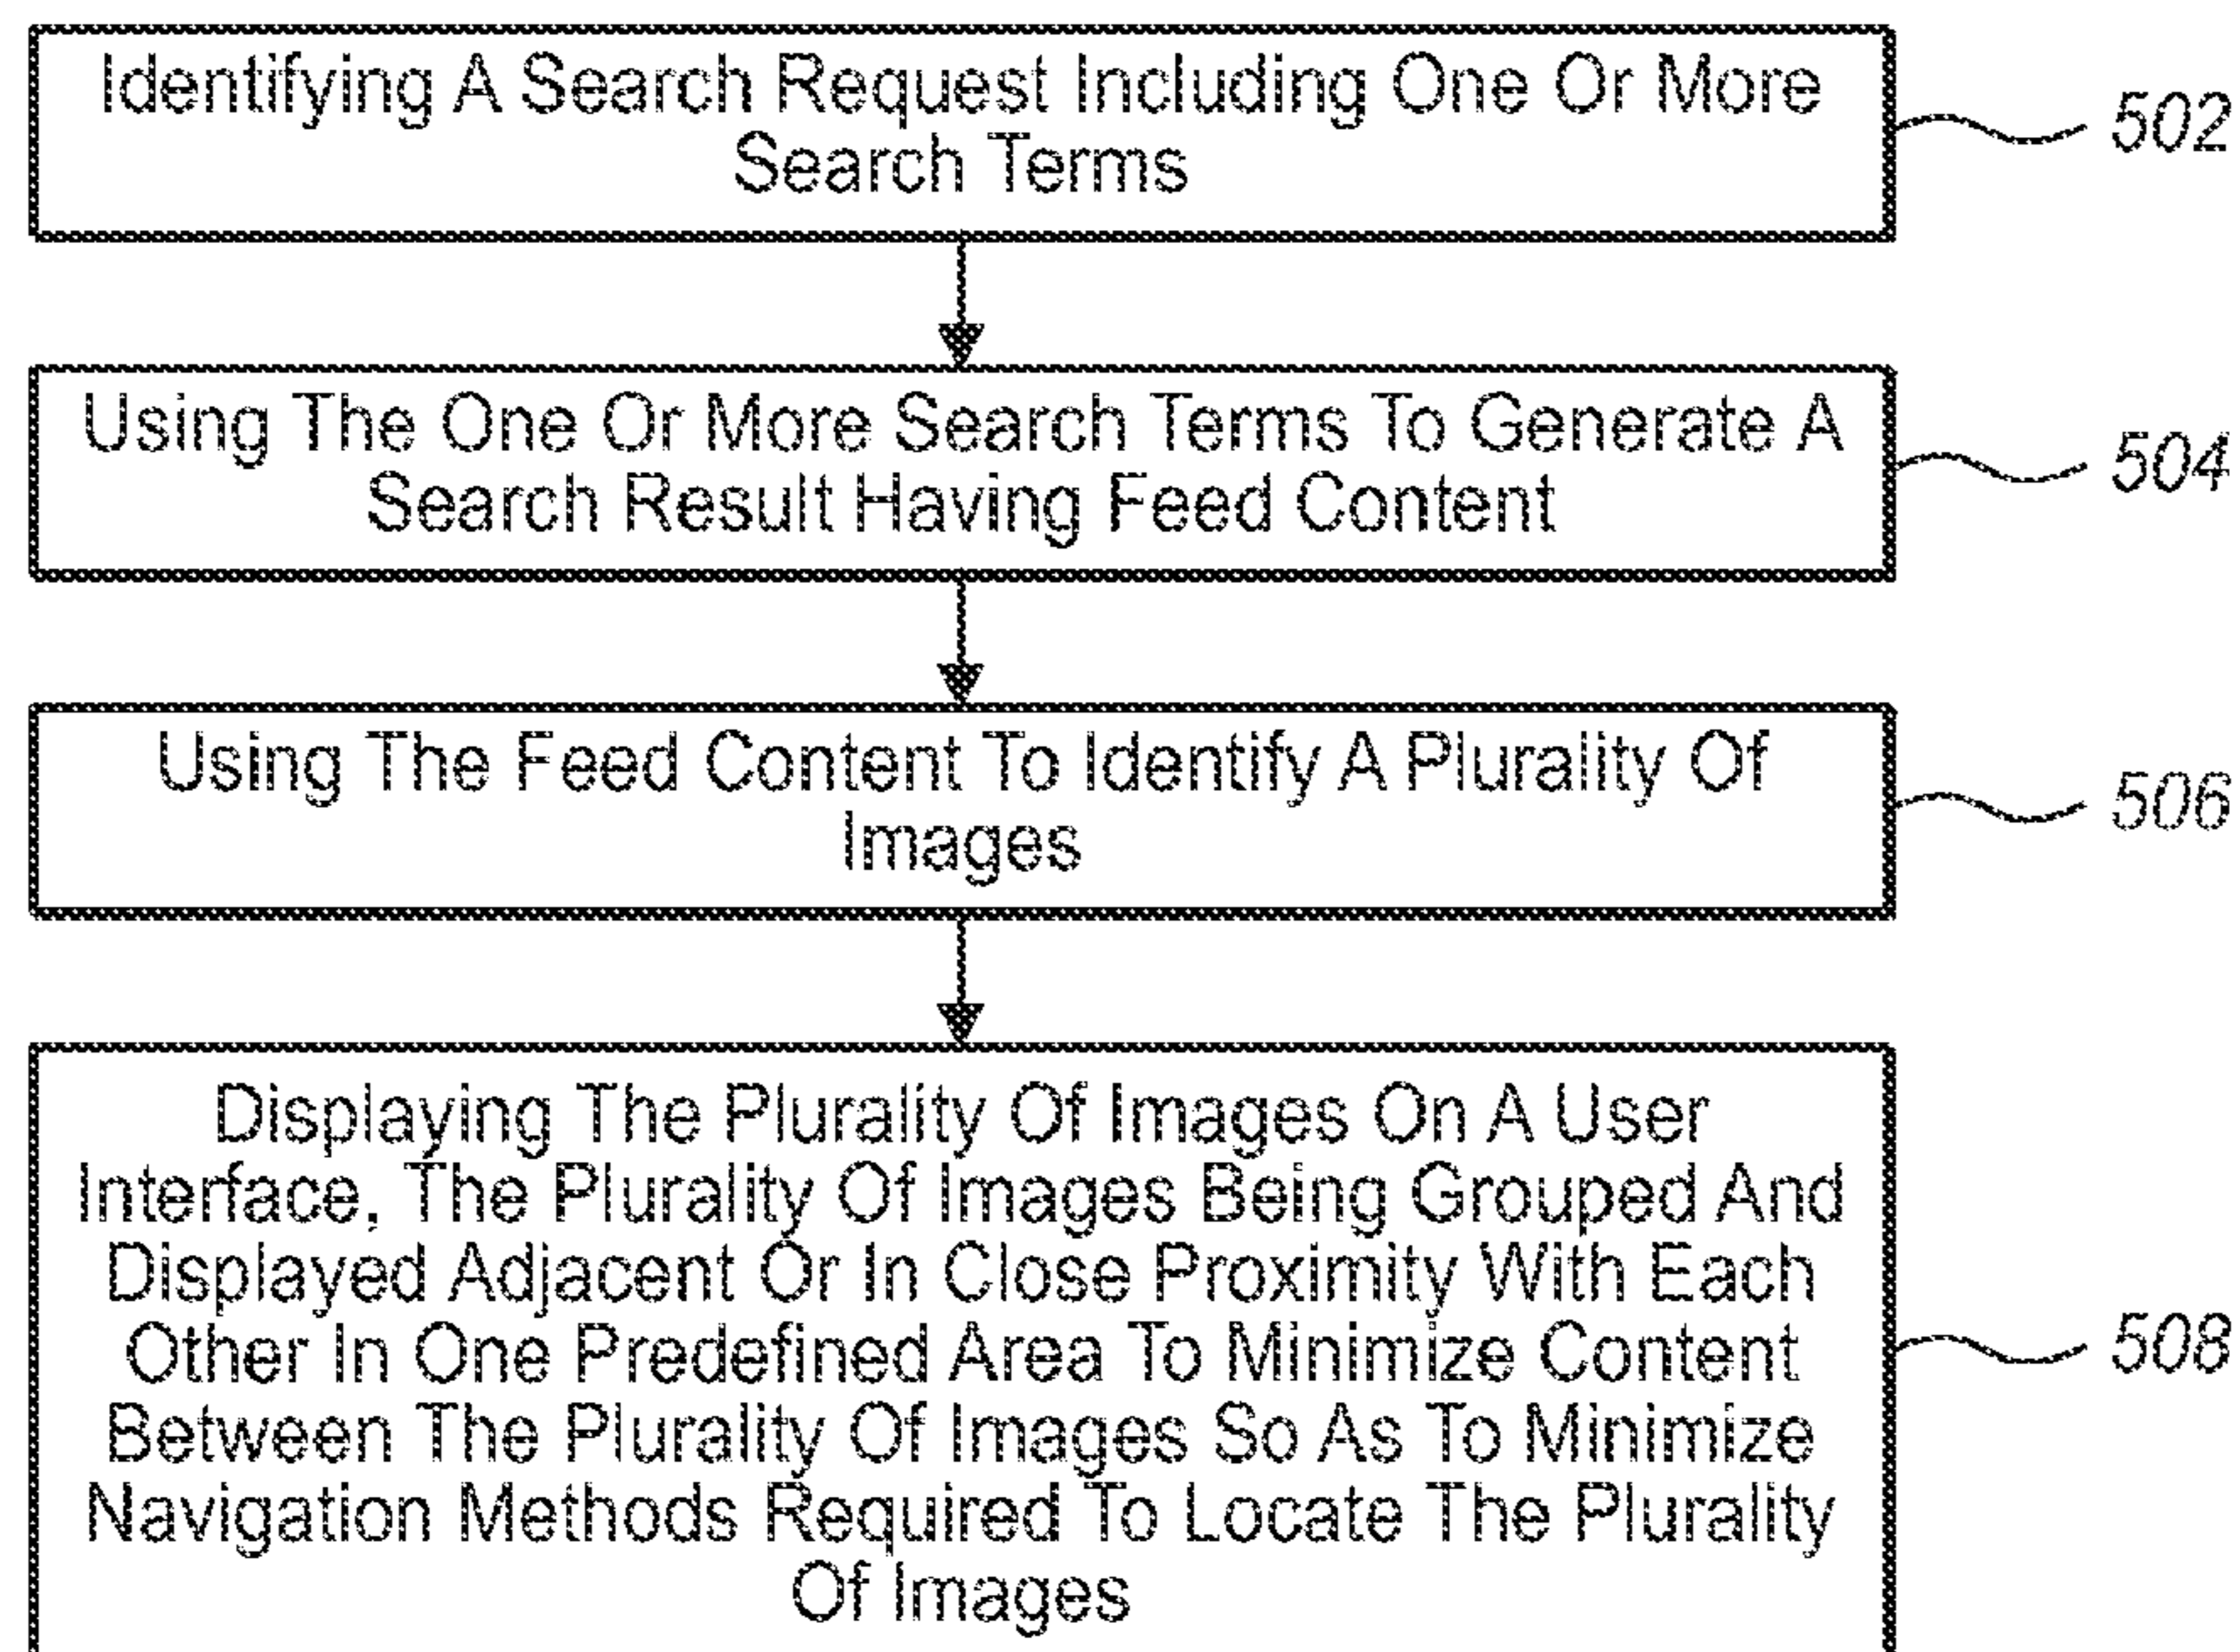 Identifying A Search Request Including One Or More
Search Terms
502
Using The One Or More Search Terms To Generate A
Search Result Having Feed Content
504
Using The Feed Content To Identify A Plurality Of
Images
506
Displaying The Plurality Of Images On A User
Interface, The Plurality Of Images Being Grouped And
Displayed Adjacent Or In Close Proximity With Each
Other In One Predefined Area To Minimize Content
Between The Plurality Of Images So As To Minimize
Navigation Methods Required To Locate The Plurality
Of Images
508